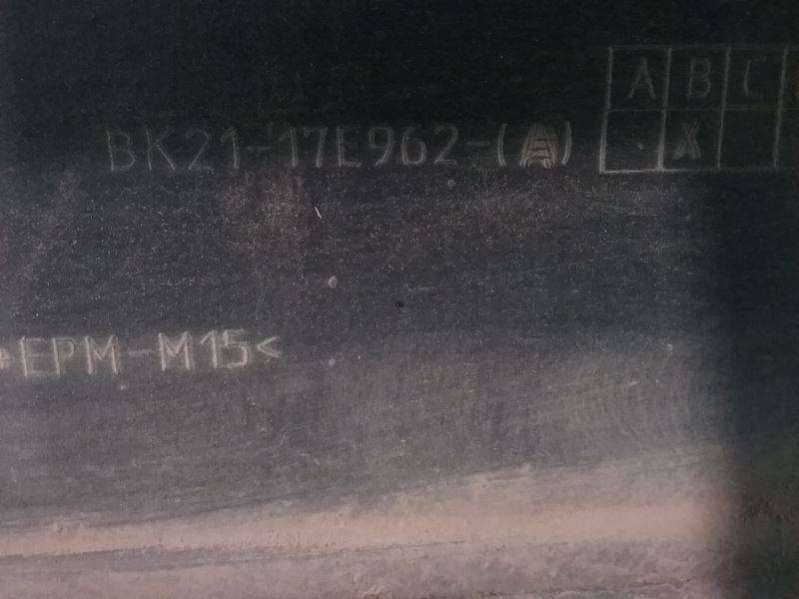 A B C
BK21-17E962-(A)
X
+EPM-M15<